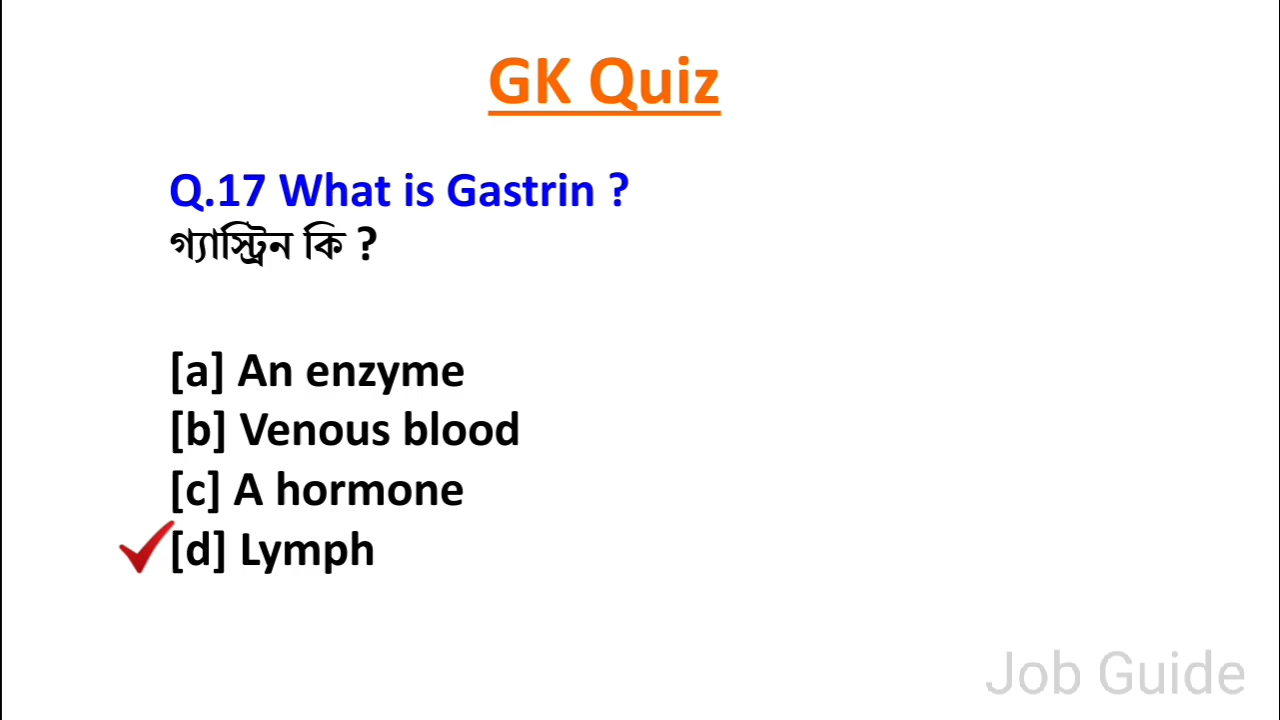 GK Quiz
Q.17 What is Gastrin ?
গ্যাস্ট্রিন কি ?
[a] An enzyme
[b] Venous blood
[c] A hormone
[d] Lymph
Job Guide